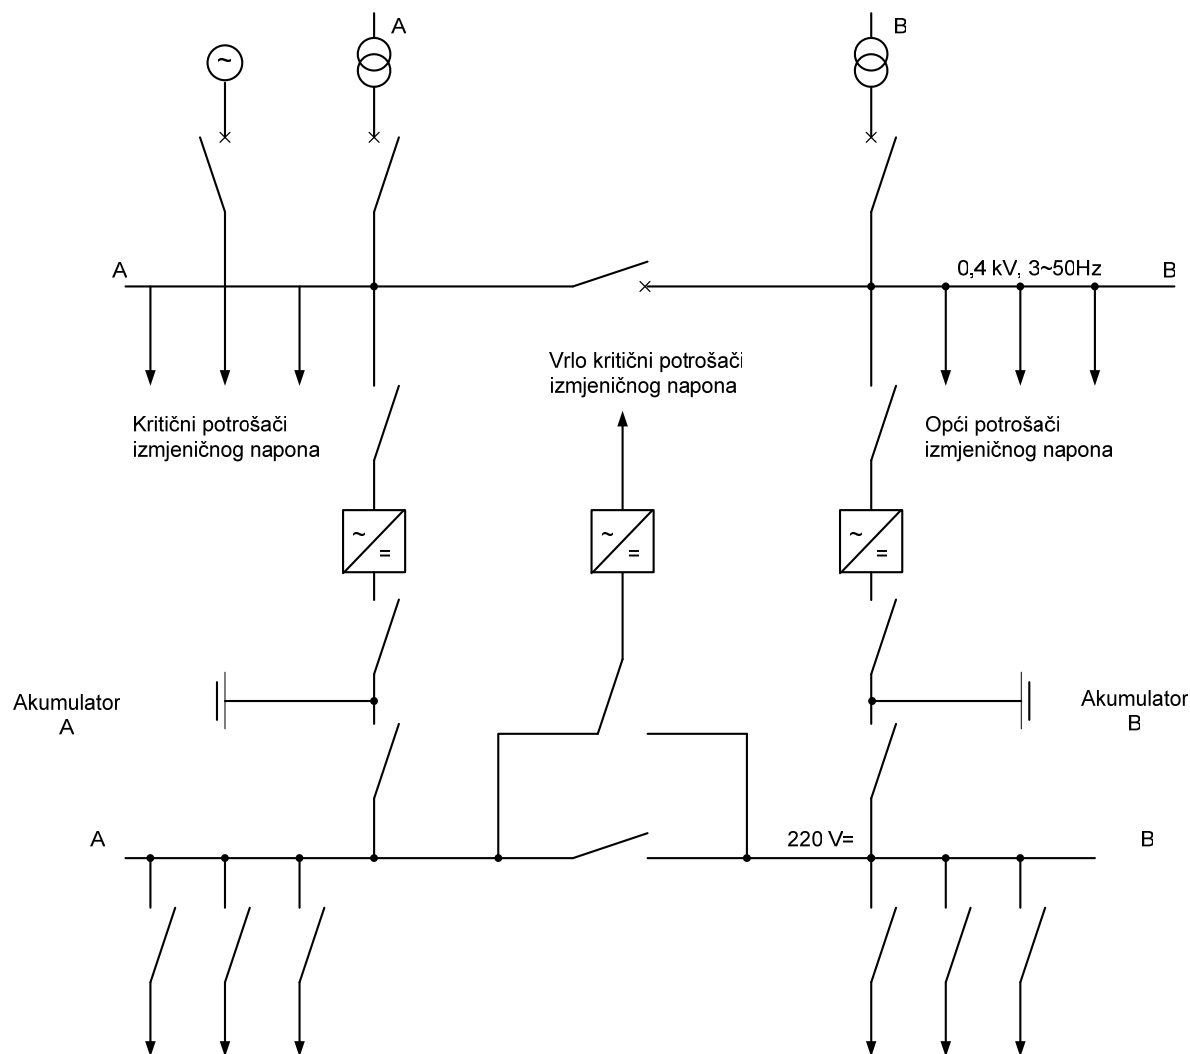 A
B
~
A
0,4 kV, 3~50Hz
B
Vrlo kritični potrošači
izmjeničnog napona
Kritični potrošači
izmjeničnog napona
Opći potrošači
izmjeničnog napona
~
=
~
=
~
=
Akumulator
A
Akumulator
B
A
220 V=
B